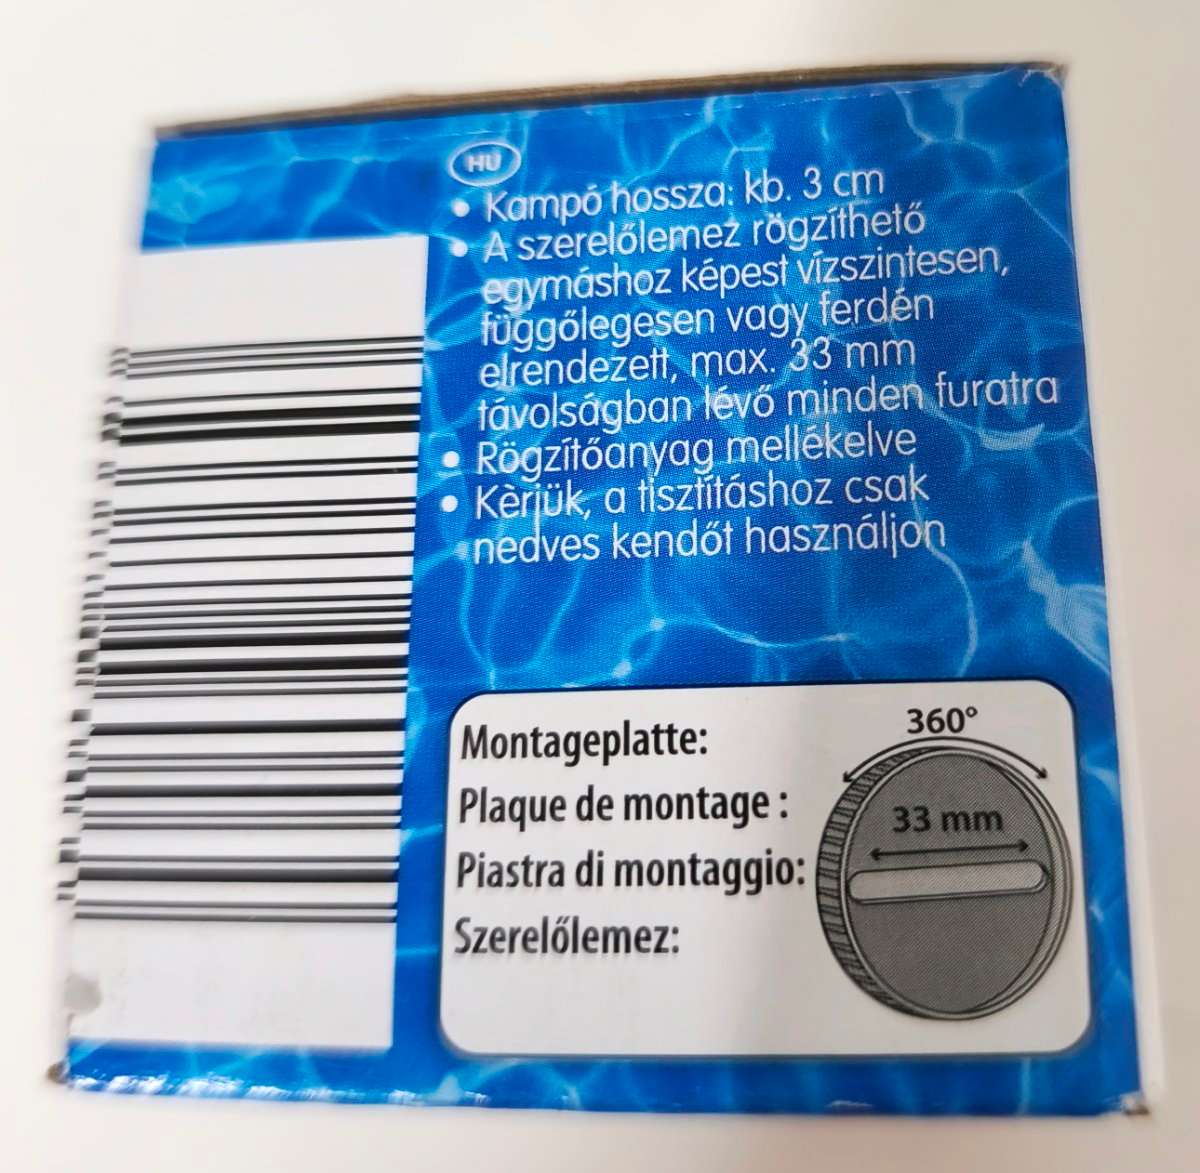 HU
• Kampó hossza: kb. 3 cm
• A szerelőlemez rögzíthető
egymáshoz képest vízszintesen,
függőlegesen vagy ferdén
elrendezett, max. 33 mm
távolságban lévő minden furatra
• Rögzítőanyag mellékelve
• Kèrjük, a tisztításhoz csak
nedves kendőt használjon
Montageplatte:
Plaque de montage :
Piastra di montaggio:
Szerelőlemez:
360°
33 mm